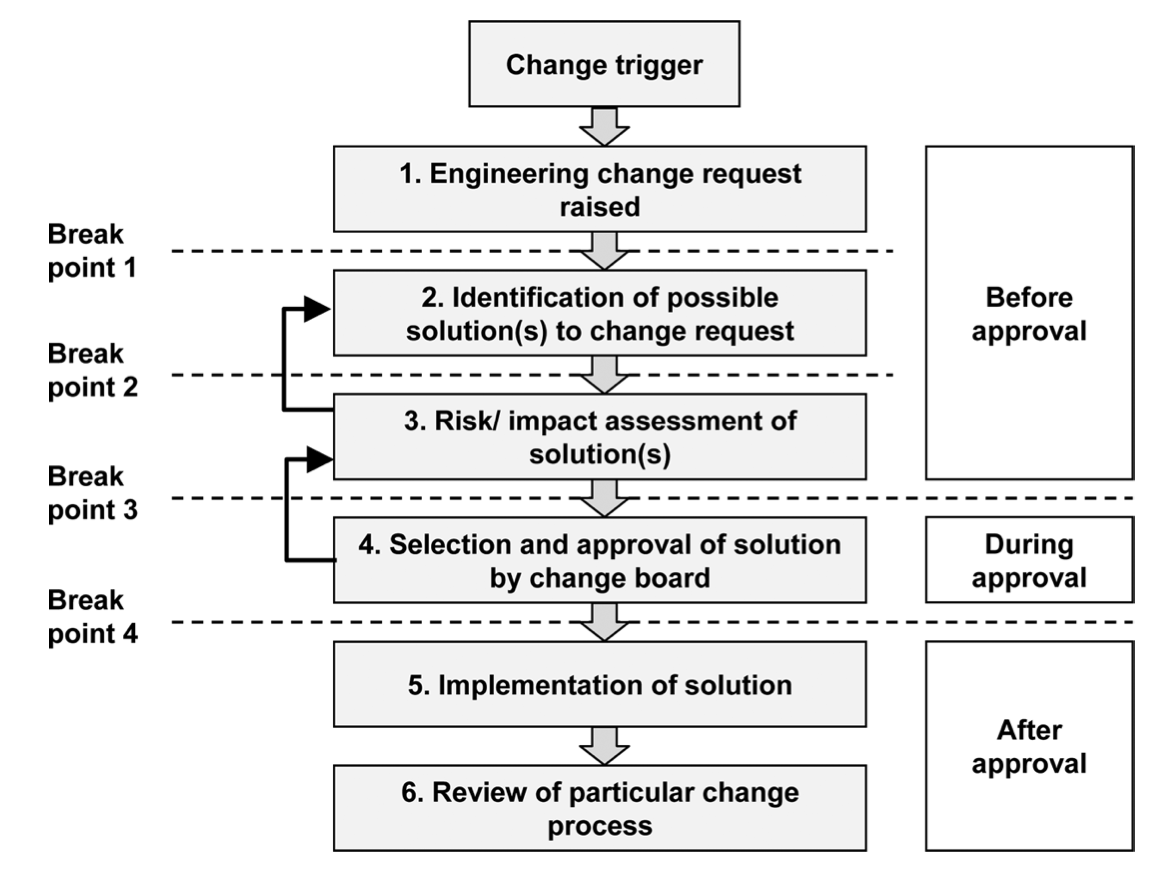 Change trigger
1. Engineering change request
raised
Break
point 1
2. Identification of possible
solution(s) to change request
Before
approval
Break
point 2
3. Risk/ impact assessment of
solution(s)
Break
point 3
4. Selection and approval of solution
by change board
During
approval
Break
point 4
5. Implementation of solution
After
approval
6. Review of particular change
process